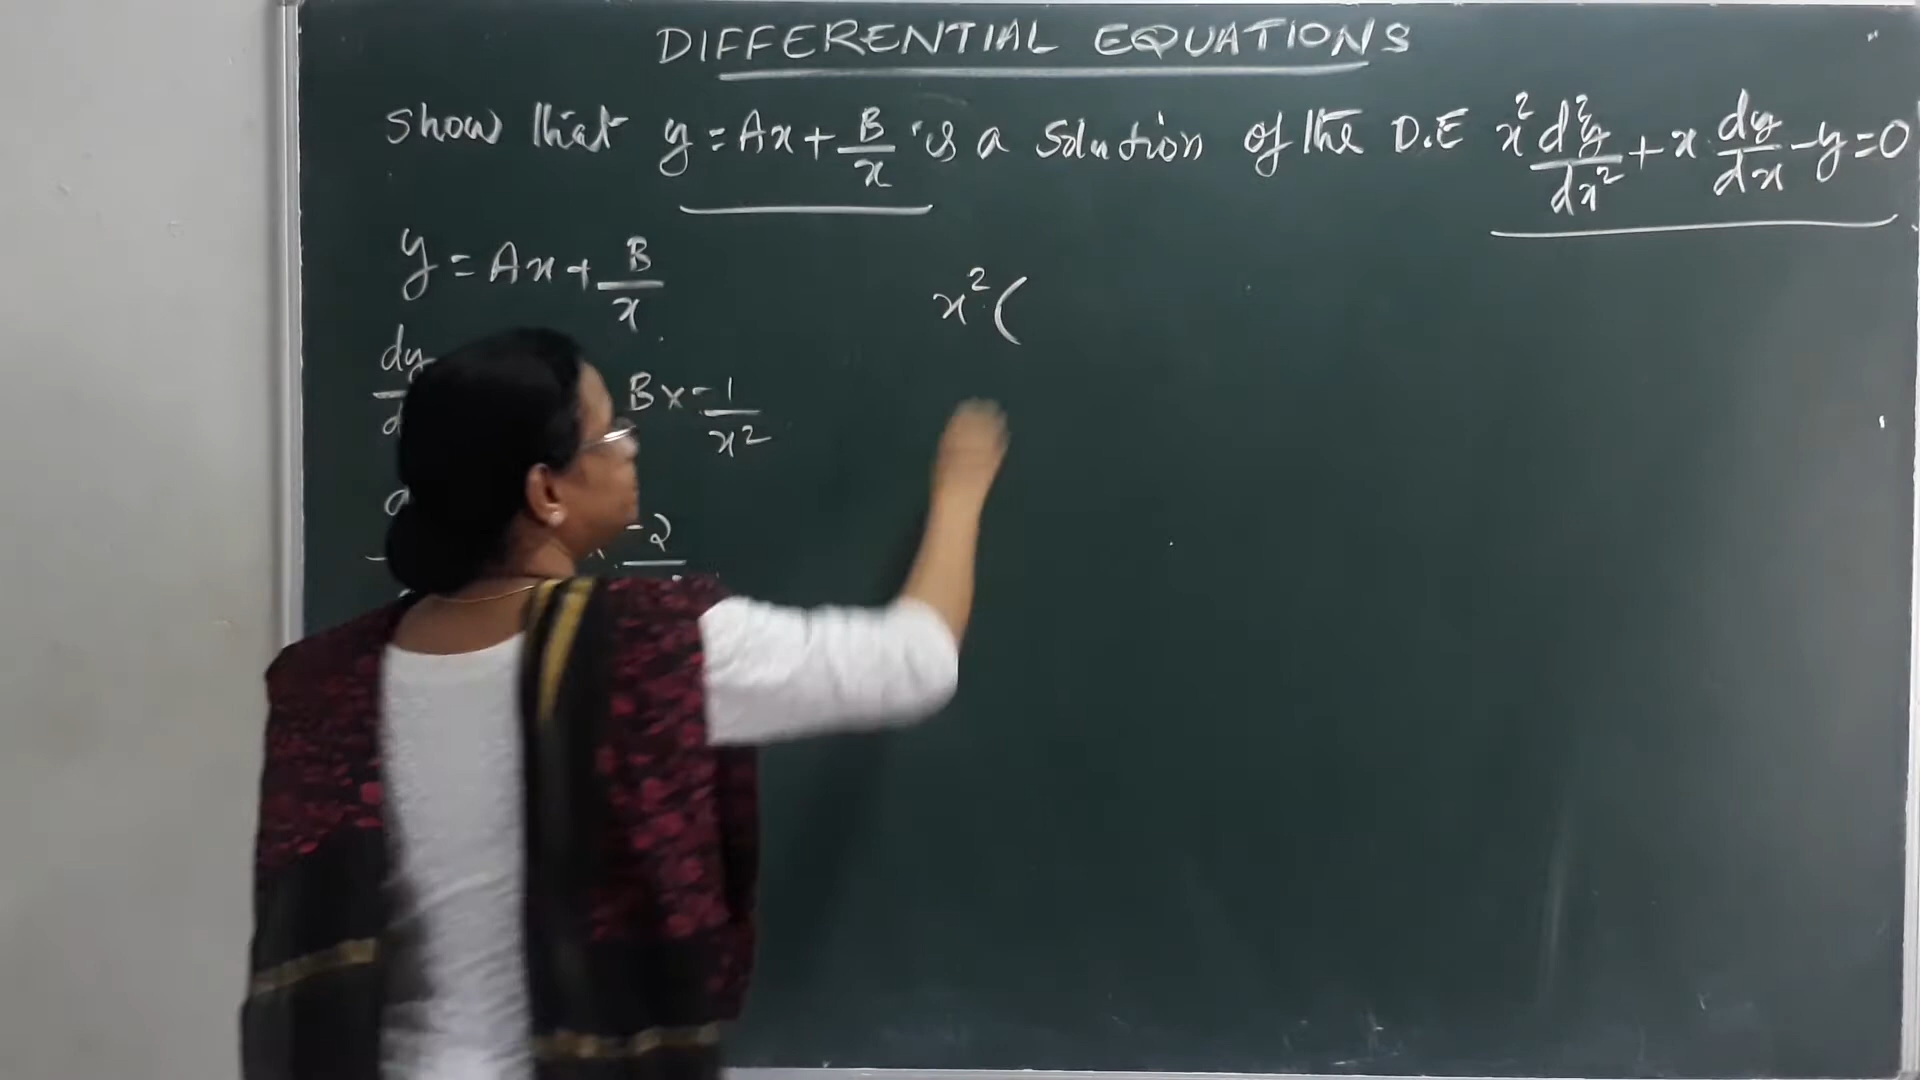 DIFFERENTIAL EQUATIONS
Show that y = Ax + B/x is a solution of the D.E x² d²y/dx² + x dy/dx - y = 0
y = Ax + B/x
x² (
dy
B x -1/x²
-2